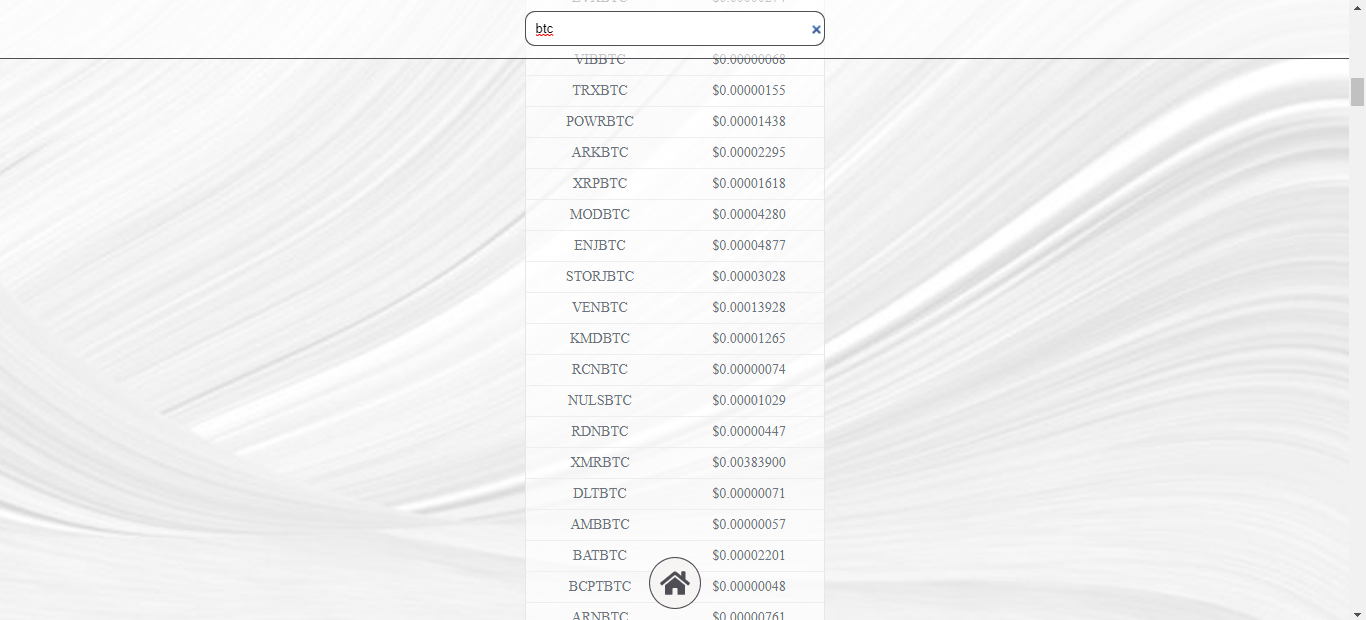 btc
VIBBTC $0.00000068
TRXBTC $0.00000155
POWRBTC $0.00001438
ARKBTC $0.00002295
XRPBTC $0.00001618
MODBTC $0.00004280
ENJBTC $0.00004877
STORJBTC $0.00003028
VENBTC $0.00013928
KMDBTC $0.00001265
RCNBTC $0.00000074
NULSBTC $0.00001029
RDNBTC $0.00000447
XMRBTC $0.00383900
DLTBTC $0.00000071
AMBBTC $0.00000057
BATBTC $0.00002201
BCPTBTC $0.00000048
ARNBTC $0.00000761